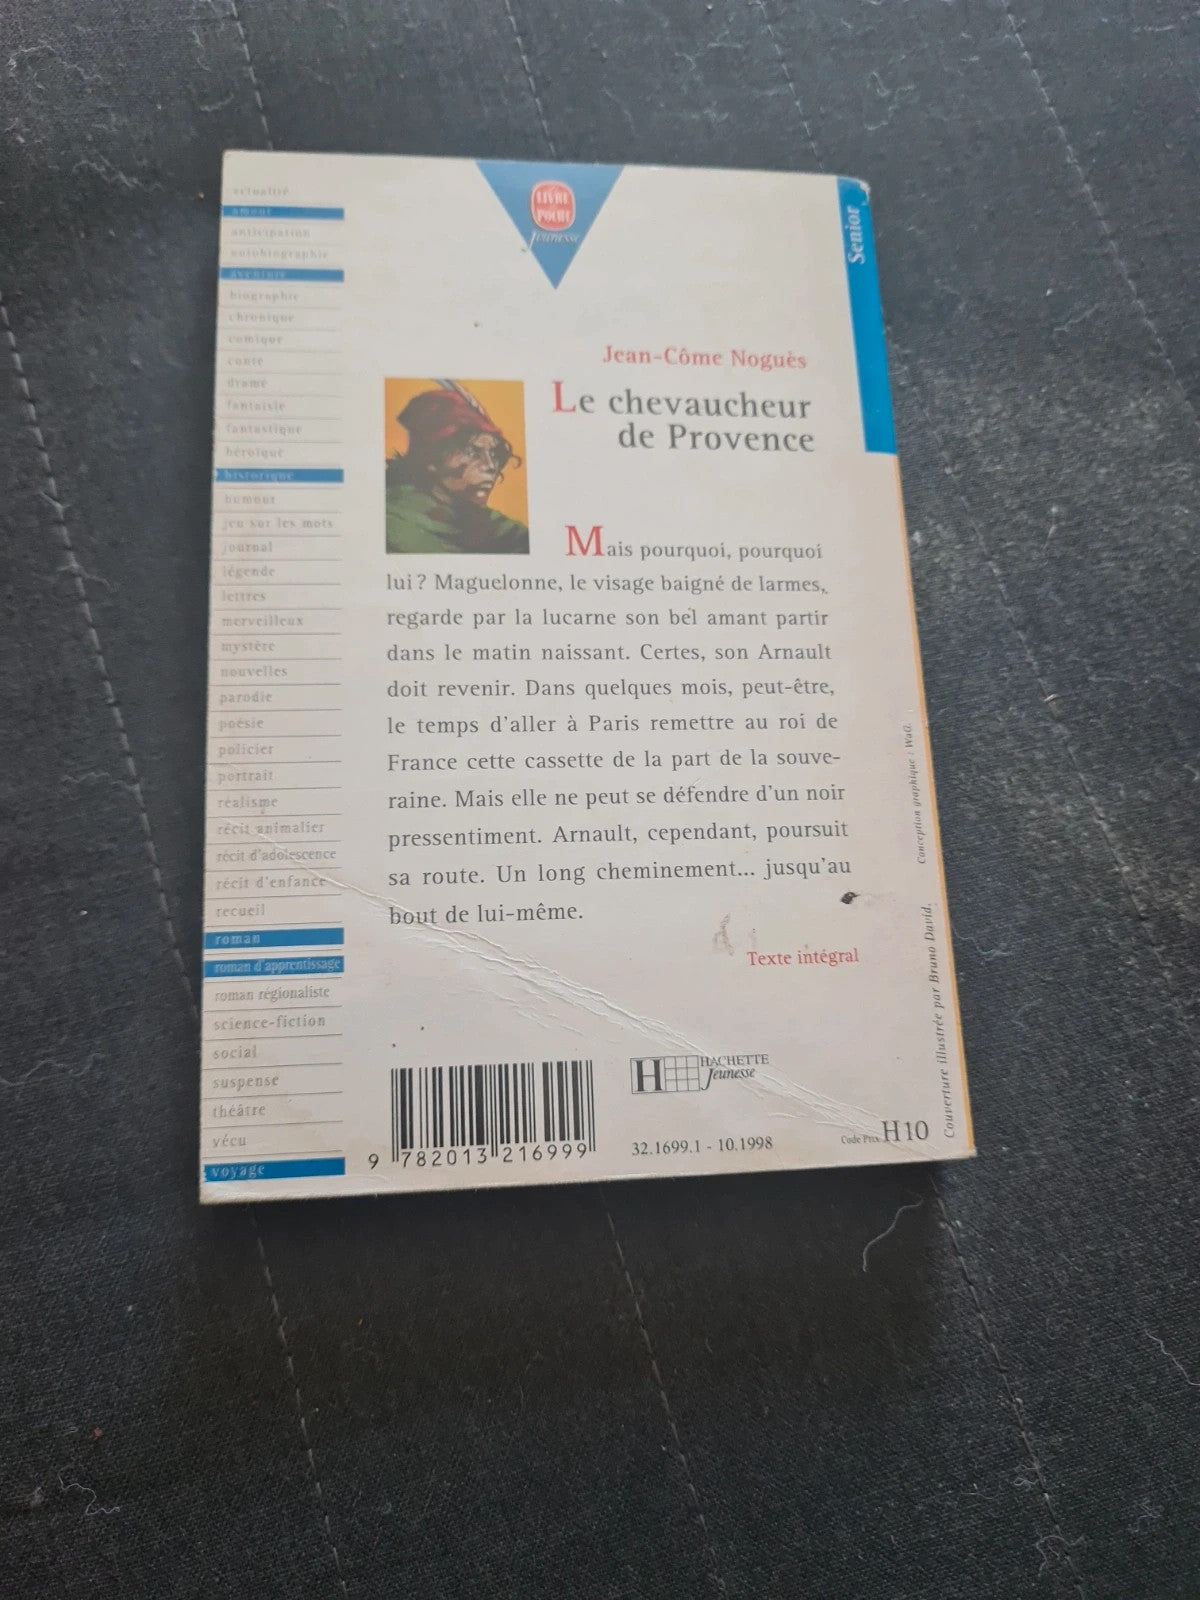 actualité
amour
anticipation
autobiographie
aventure
biographie
chronique
comique
conte
drame
fantaisie
fantastique
héroïque
historique
humour
jeu sur les mots
journal
légende
lettres
merveilleux
mystère
nouvelles
parodie
poésie
policier
portrait
réalisme
récit animalier
récit d'adolescence
récit d'enfance
recueil
roman
roman d'apprentissage
roman régionaliste
science-fiction
social
suspense
théâtre
vécu
voyage
LIVRE
POCHE
Jeunesse
Senior
Jean-Côme Noguès
Le chevaucheur
de Provence
Mais pourquoi, pourquoi
lui ? Maguelonne, le visage baigné de larmes,
regarde par la lucarne son bel amant partir
dans le matin naissant. Certes, son Arnault
doit revenir. Dans quelques mois, peut-être,
le temps d'aller à Paris remettre au roi de
France cette cassette de la part de la souve-
raine. Mais elle ne peut se défendre d'un noir
pressentiment. Arnault, cependant, poursuit
sa route. Un long cheminement... jusqu'au
bout de lui-même.
Texte intégral
Conception graphique : WaG.
Couverture illustrée par Bruno David.
H HACHETTE
Jeunesse
9 782013 216999
32.1699.1 - 10.1998
Code Prix H10